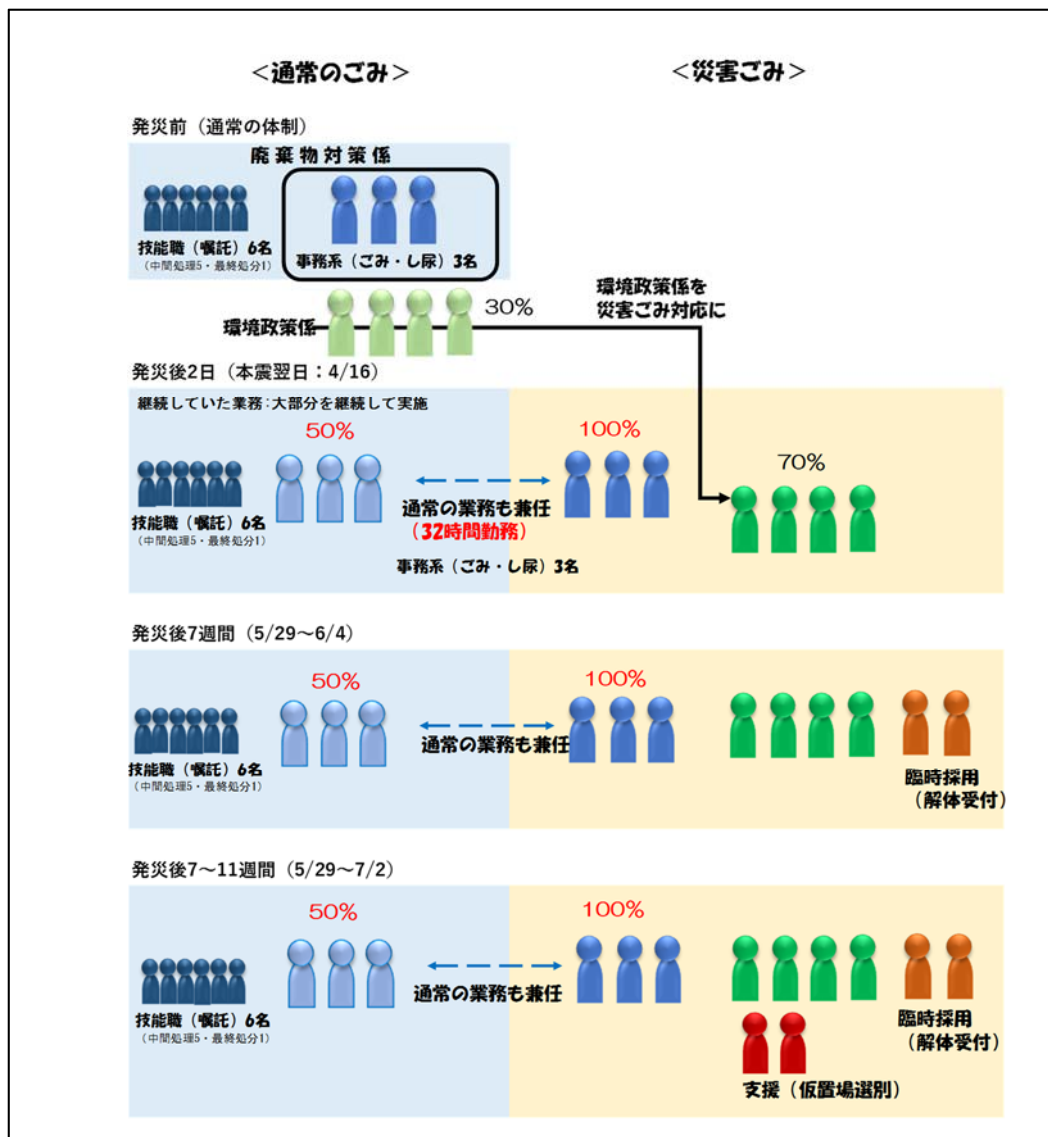 ＜通常のごみ＞
＜災害ごみ＞
発災前（通常の体制）
廃棄物対策係
技能職（嘱託）6名
（中間処理5・最終処分1）
事務系（ごみ・し尿）3名
環境政策係
30%
環境政策係を
災害ごみ対応に
発災後2日（本震翌日：4/16）
継続していた業務：大部分を継続して実施
50%
100%
70%
技能職（嘱託）6名
（中間処理5・最終処分1）
通常の業務も兼任
（32時間勤務）
事務系（ごみ・し尿）3名
発災後7週間（5/29～6/4）
50%
100%
技能職（嘱託）6名
（中間処理5・最終処分1）
通常の業務も兼任
臨時採用
（解体受付）
発災後7～11週間（5/29～7/2）
50%
100%
技能職（嘱託）6名
（中間処理5・最終処分1）
通常の業務も兼任
臨時採用
（解体受付）
支援（仮置場選別）